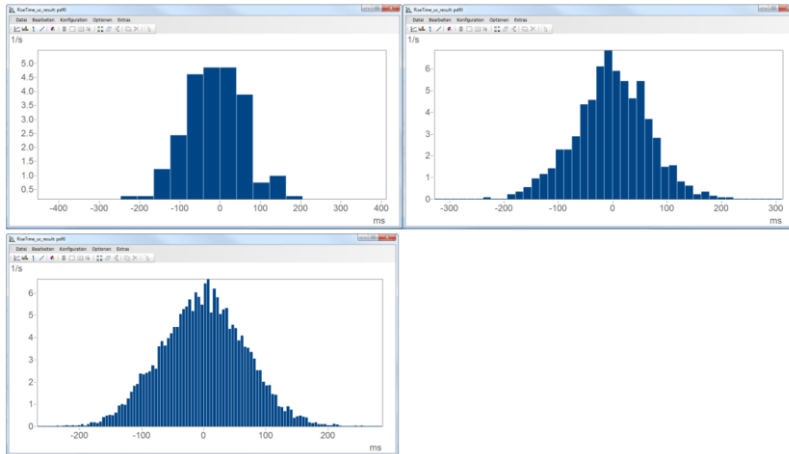 RiseTime_uc_result: pdf0
Datei Bearbeiten Konfiguration Optionen Extras
1/s
5.0
4.5
4.0
3.5
3.0
2.5
2.0
1.5
1.0
0.5
-400 -300 -200 -100 0 100 200 300 400
ms
RiseTime_uc_result: pdf0
Datei Bearbeiten Konfiguration Optionen Extras
1/s
6
5
4
3
2
1
0
-300 -200 -100 0 100 200 300
ms
RiseTime_uc_result: pdf0
Datei Bearbeiten Konfiguration Optionen Extras
1/s
6
5
4
3
2
1
0
-200 -100 0 100 200
ms